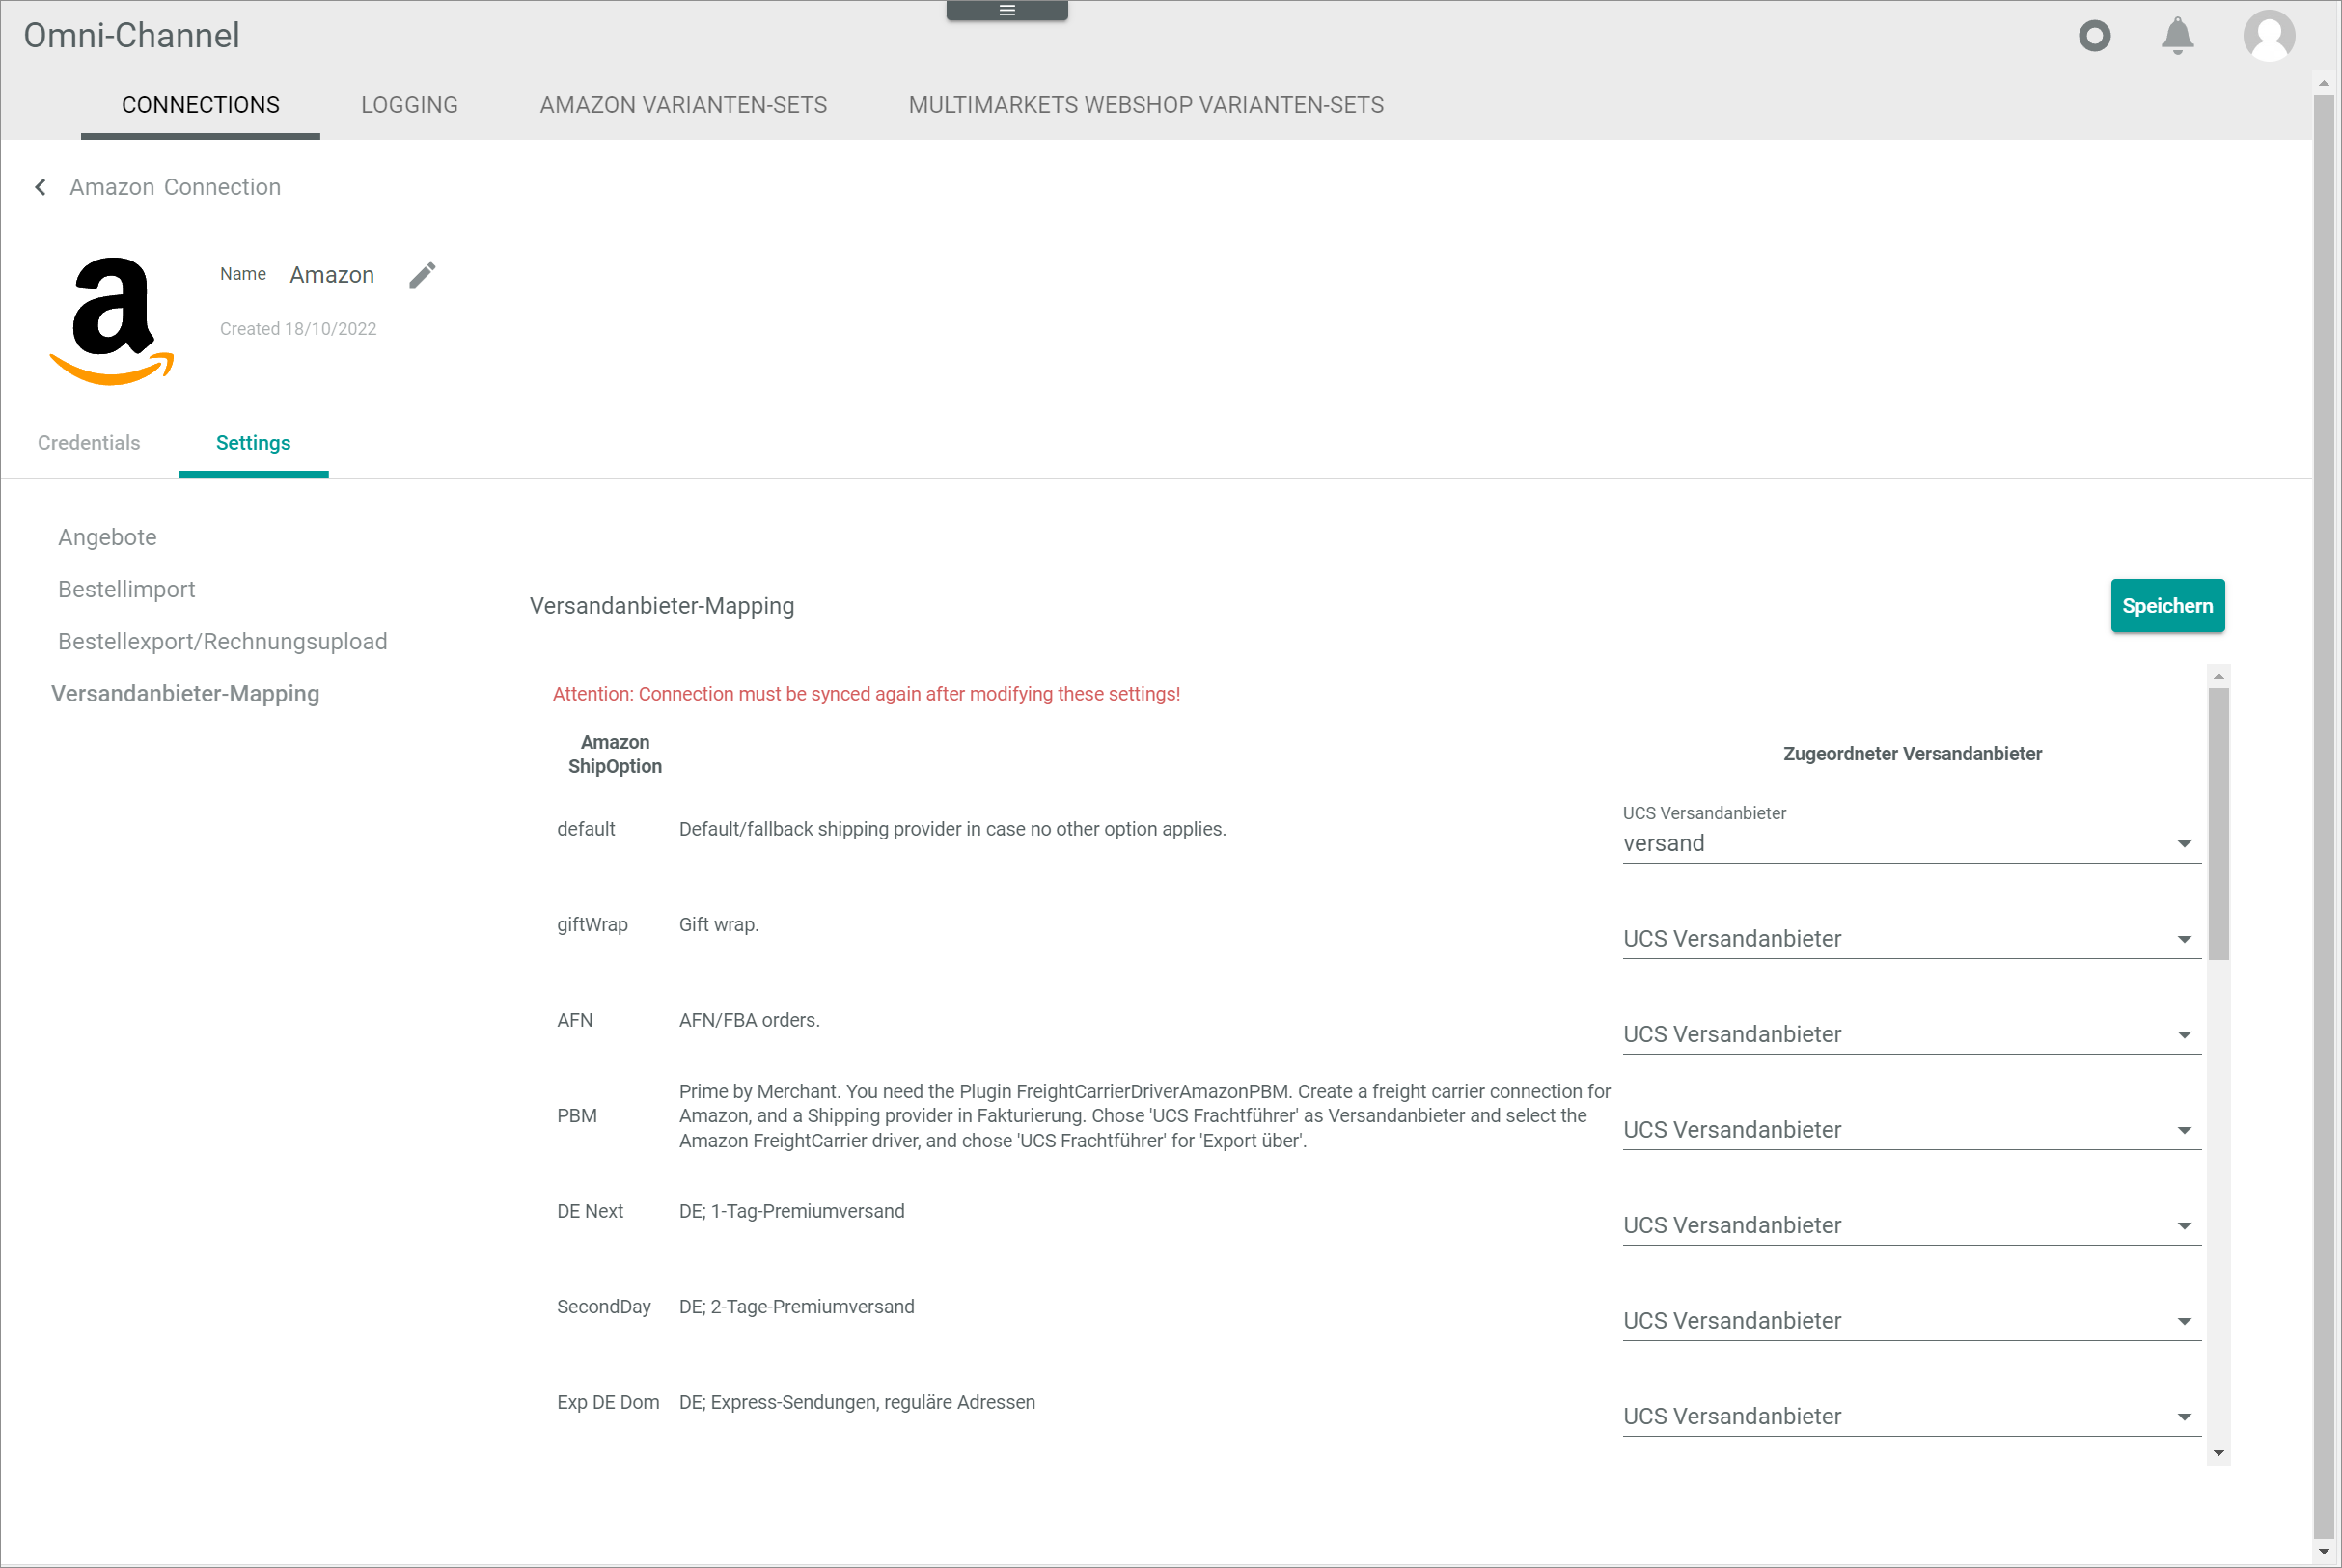 Omni-Channel
CONNECTIONS LOGGING AMAZON VARIANTEN-SETS MULTIMARKETS WEBSHOP VARIANTEN-SETS
Amazon Connection
Name Amazon
Created 18/10/2022
Credentials Settings
Angebote
Bestellimport
Bestellexport/Rechnungsupload
Versandanbieter-Mapping
Versandanbieter-Mapping
Speichern
Attention: Connection must be synced again after modifying these settings!
Amazon
ShipOption
Zugeordneter Versandanbieter
default Default/fallback shipping provider in case no other option applies.
UCS Versandanbieter
versand
giftWrap Gift wrap.
UCS Versandanbieter
AFN AFN/FBA orders.
UCS Versandanbieter
PBM
Prime by Merchant. You need the Plugin FreightCarrierDriverAmazonPBM. Create a freight carrier connection for
Amazon, and a Shipping provider in Fakturierung. Chose 'UCS Frachtführer' as Versandanbieter and select the
Amazon FreightCarrier driver, and chose 'UCS Frachtführer' for 'Export über'.
UCS Versandanbieter
DE Next DE; 1-Tag-Premiumversand
UCS Versandanbieter
SecondDay DE; 2-Tage-Premiumversand
UCS Versandanbieter
Exp DE Dom DE; Express-Sendungen, reguläre Adressen
UCS Versandanbieter